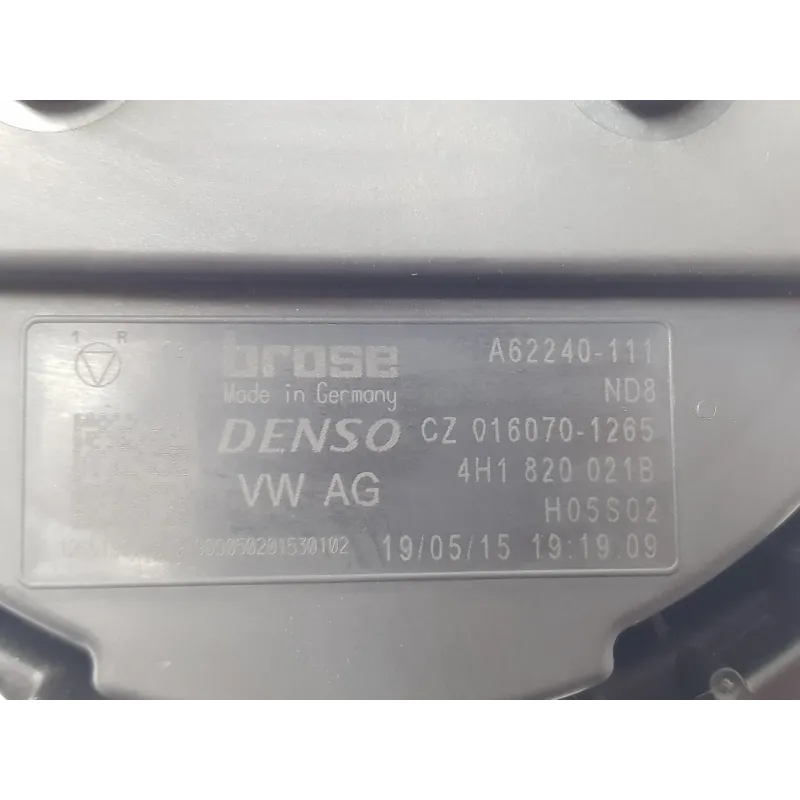 1 R
brose
A62240-111
Made in Germany
ND8
DENSO
CZ 016070-1265
VW AG
4H1 820 021B
H05S02
19/05/15 19:19.09